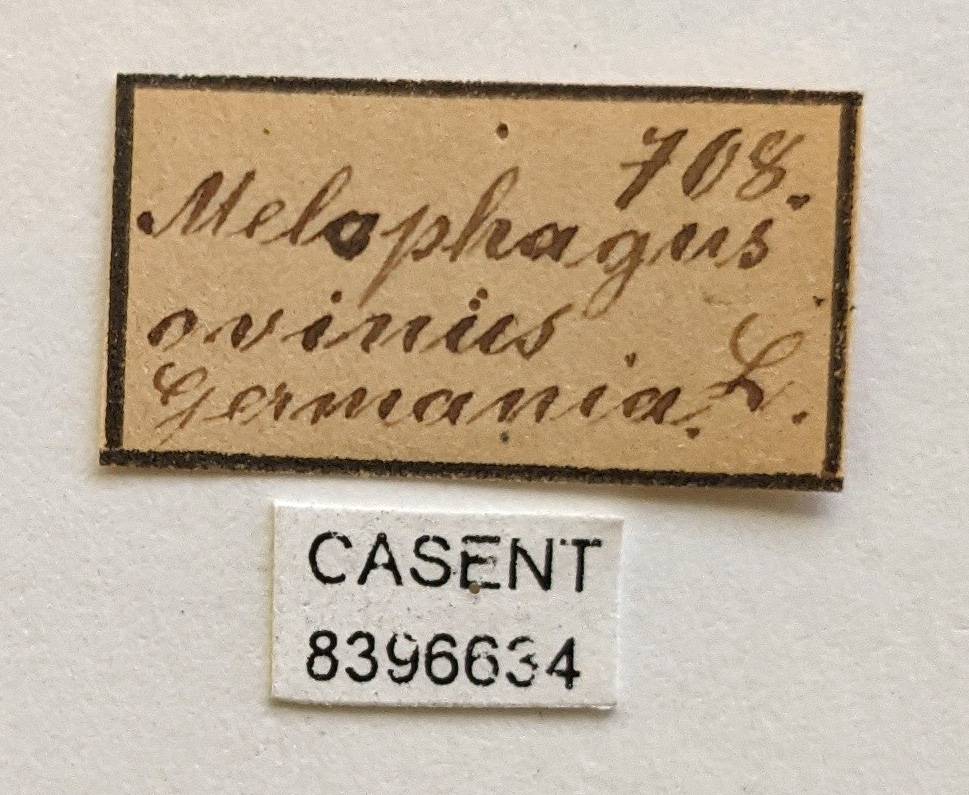 708.
Melophagus
ovinus L.
Germania.
CASENT
8396634